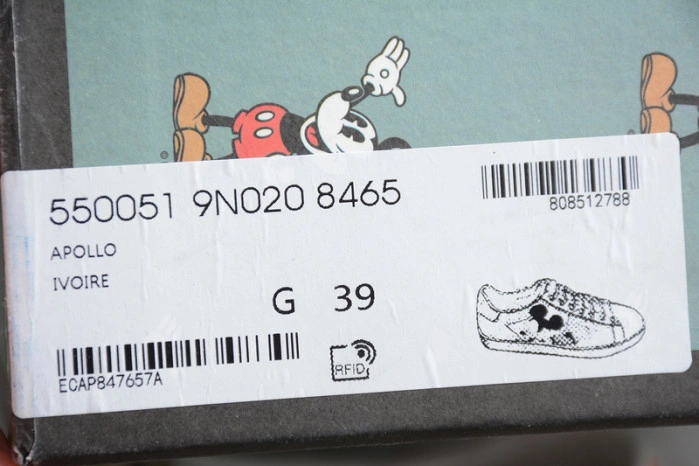 550051 9N020 8465
808512788
APOLLO
IVOIRE
G 39
RFID
ECAP847657A